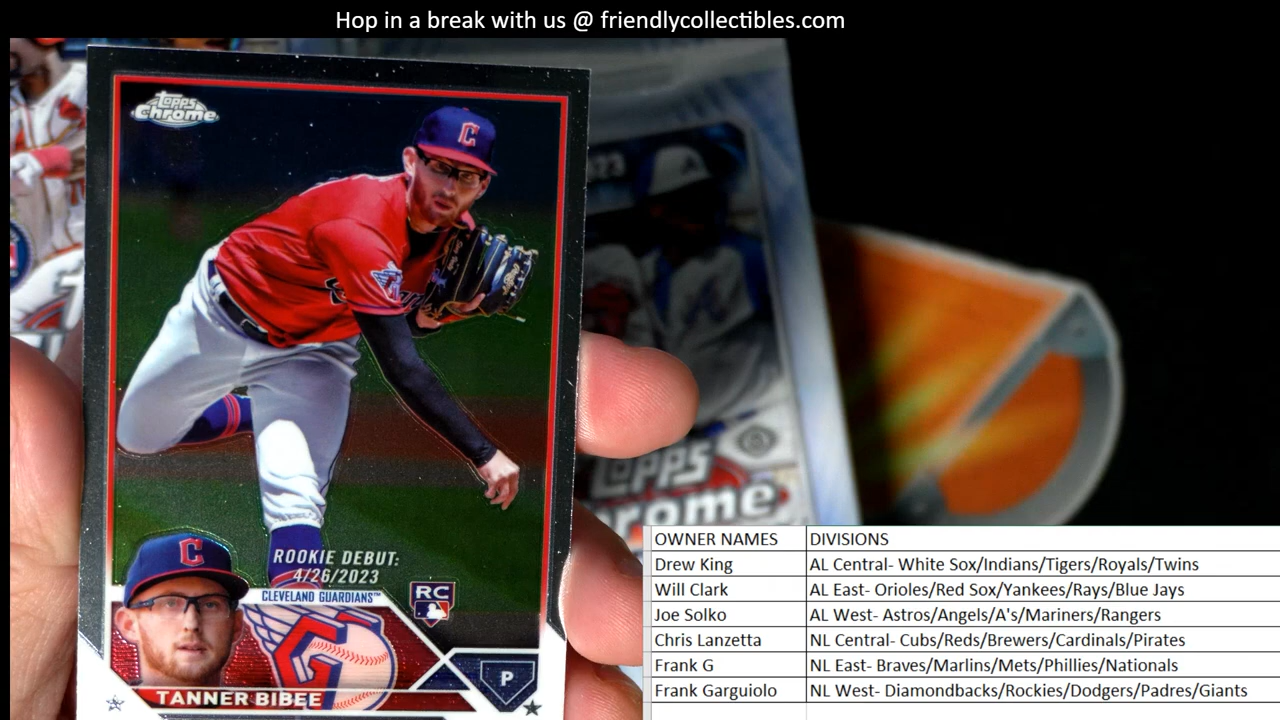 Hop in a break with us @ friendlycollectibles.com
Topps
Chrome
C
ROOKIE DEBUT:
4/26/2023
CLEVELAND GUARDIANS™
RC
C
P
TANNER BIBEE
Topps
Chrome
OWNER NAMES DIVISIONS
Drew King AL Central- White Sox/Indians/Tigers/Royals/Twins
Will Clark AL East- Orioles/Red Sox/Yankees/Rays/Blue Jays
Joe Solko AL West- Astros/Angels/A's/Mariners/Rangers
Chris Lanzetta NL Central- Cubs/Reds/Brewers/Cardinals/Pirates
Frank G NL East- Braves/Marlins/Mets/Phillies/Nationals
Frank Garguiolo NL West- Diamondbacks/Rockies/Dodgers/Padres/Giants